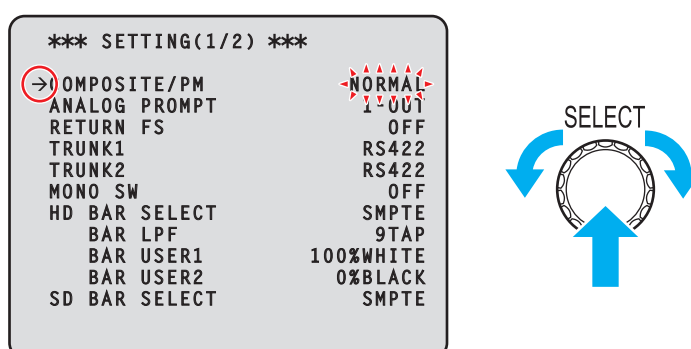 *** SETTING(1/2) ***
→COMPOSITE/PM NORMAL
ANALOG PROMPT 1-OUT
RETURN FS OFF
TRUNK1 RS422
TRUNK2 RS422
MONO SW OFF
HD BAR SELECT SMPTE
BAR LPF 9TAP
BAR USER1 100%WHITE
BAR USER2 0%BLACK
SD BAR SELECT SMPTE
SELECT